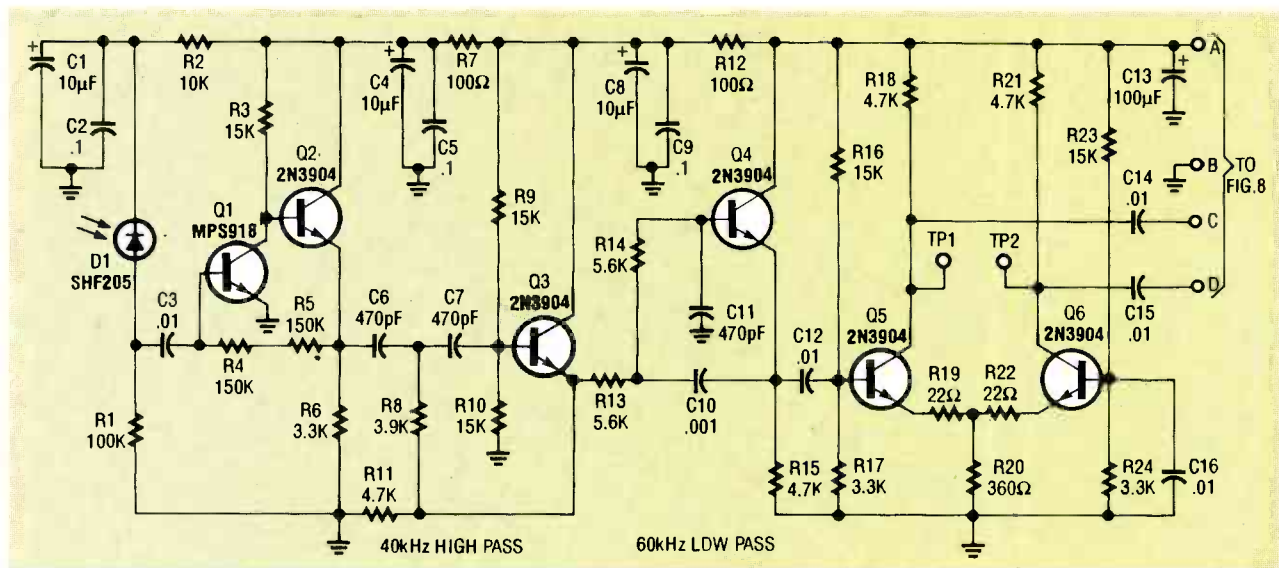 C1
10µF
C2
.1
R2
10K
R3
15K
Q2
2N3904
Q1
MPS918
D1
SHF205
C3
.01
R4
150K
R5
150K
R1
100K
R6
3.3K
C4
10µF
C5
.1
R7
100Ω
R9
15K
C6
470pF
C7
470pF
Q3
2N3904
R8
3.9K
R10
15K
R11
4.7K
40kHz HIGH PASS
C8
10µF
C9
.1
R12
100Ω
Q4
2N3904
R14
5.6K
C11
470pF
R13
5.6K
C10
.001
C12
.01
R15
4.7K
60kHz LOW PASS
R16
15K
R17
3.3K
R18
4.7K
R21
4.7K
TP1
TP2
Q5
2N3904
Q6
2N3904
R19
22Ω
R22
22Ω
R20
360Ω
R23
15K
R24
3.3K
C16
.01
C13
100µF
C14
.01
C15
.01
A
B
C
D
TO
FIG.8
+
+
+
+